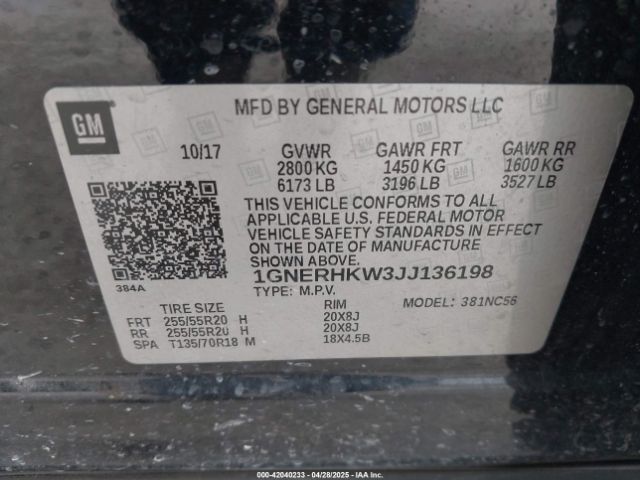 GM
MFD BY GENERAL MOTORS LLC
10/17 GVWR GAWR FRT GAWR RR
2800 KG 1450 KG 1600 KG
6173 LB 3196 LB 3527 LB
THIS VEHICLE CONFORMS TO ALL
APPLICABLE U.S. FEDERAL MOTOR
VEHICLE SAFETY STANDARDS IN EFFECT
ON THE DATE OF MANUFACTURE
SHOWN ABOVE.
384A
1GNERHKW3JJ136198
TYPE: M.P.V. MODEL: 381NC56
TIRE SIZE RIM
FRT 255/55R20 H 20X8J
RR 255/55R20 H 20X8J
SPA T135/70R18 M 18X4.5B
000-42040233 - 04/28/2025 - IAA Inc.